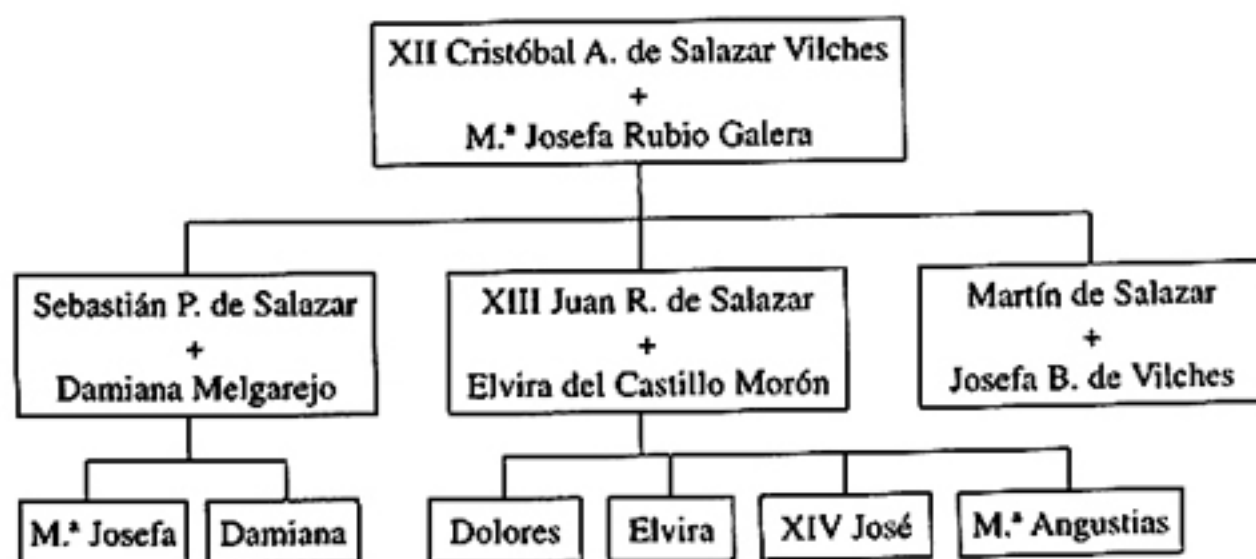 XII Cristóbal A. de Salazar Vilches
+
M.ª Josefa Rubio Galera
Sebastián P. de Salazar
+
Damiana Melgarejo
XIII Juan R. de Salazar
+
Elvira del Castillo Morón
Martín de Salazar
+
Josefa B. de Vilches
M.ª Josefa
Damiana
Dolores
Elvira
XIV José
M.ª Angustias